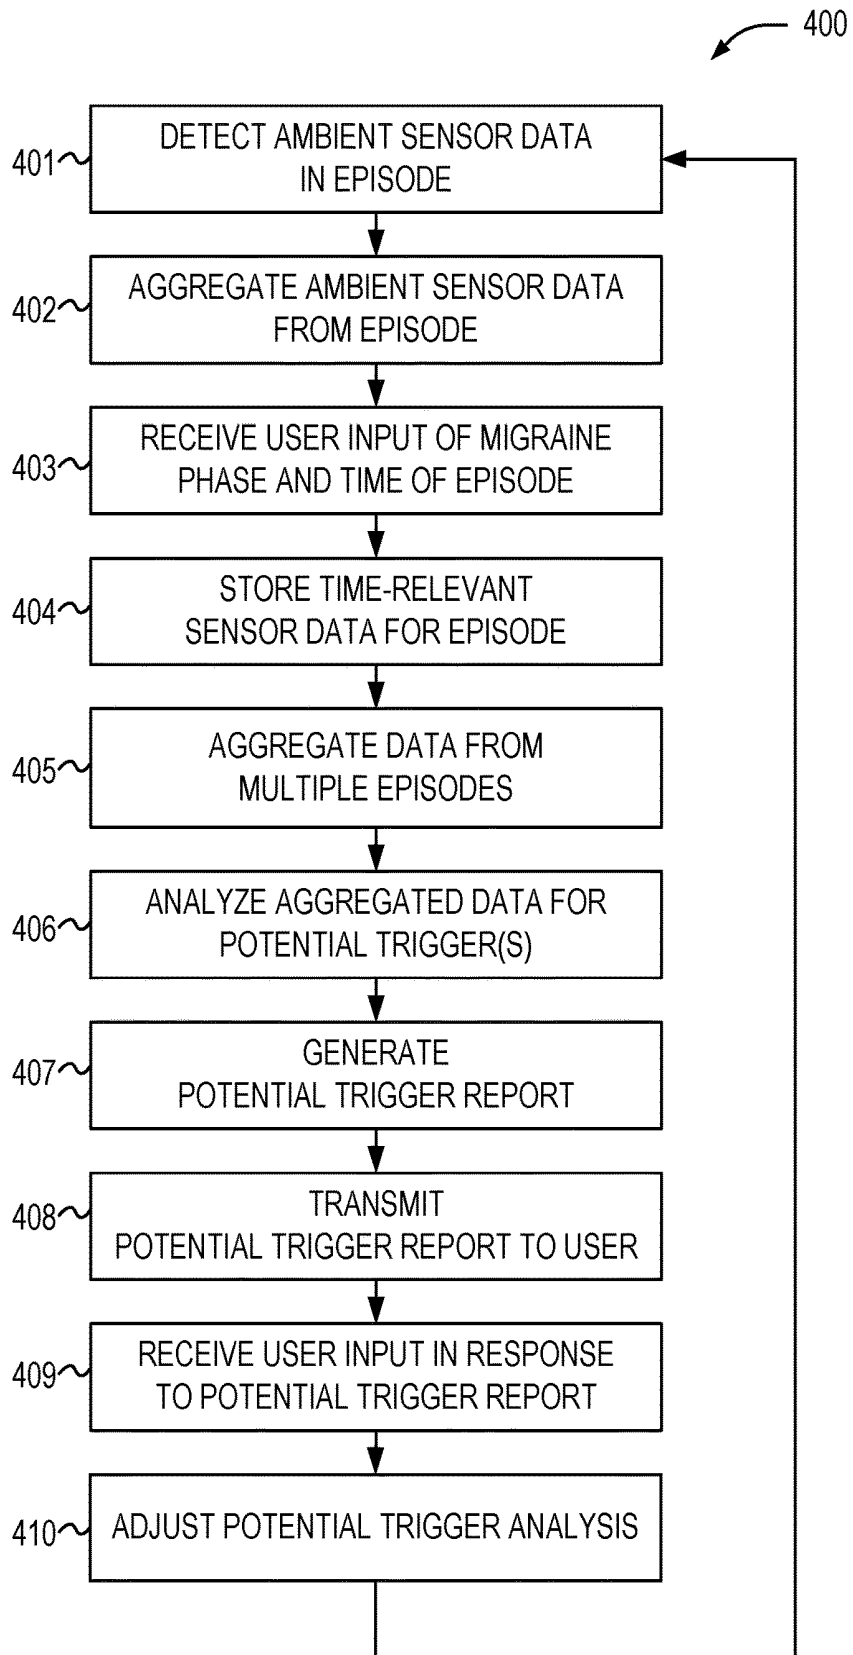 400
401
DETECT AMBIENT SENSOR DATA
IN EPISODE
402
AGGREGATE AMBIENT SENSOR DATA
FROM EPISODE
403
RECEIVE USER INPUT OF MIGRAINE
PHASE AND TIME OF EPISODE
404
STORE TIME-RELEVANT
SENSOR DATA FOR EPISODE
405
AGGREGATE DATA FROM
MULTIPLE EPISODES
406
ANALYZE AGGREGATED DATA FOR
POTENTIAL TRIGGER(S)
407
GENERATE
POTENTIAL TRIGGER REPORT
408
TRANSMIT
POTENTIAL TRIGGER REPORT TO USER
409
RECEIVE USER INPUT IN RESPONSE
TO POTENTIAL TRIGGER REPORT
410
ADJUST POTENTIAL TRIGGER ANALYSIS